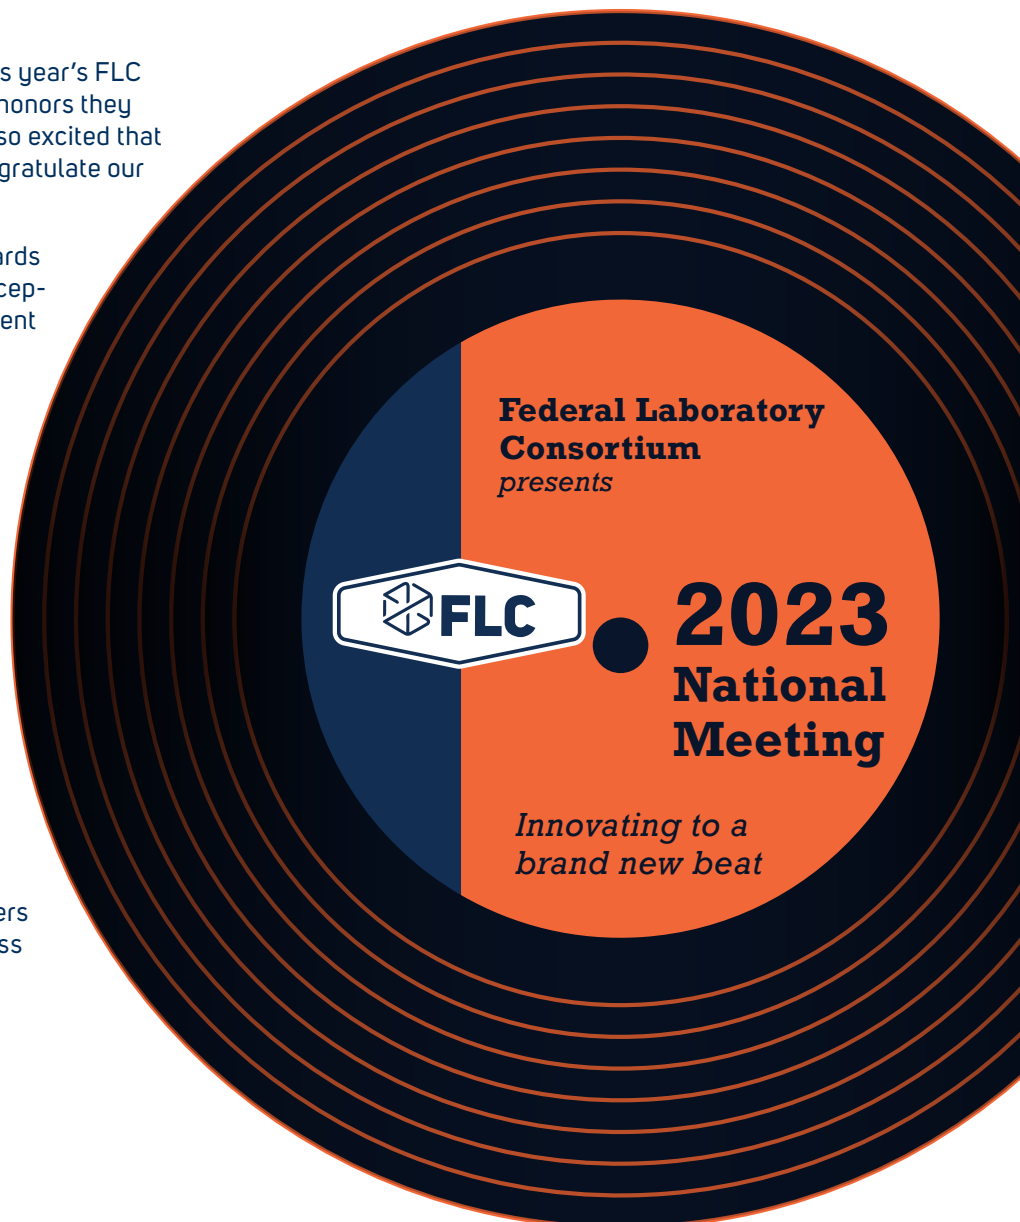 s year's FLC
honors they
so excited that
gratulate our
ards
cep-
ent
ers
ss
Federal Laboratory
Consortium
presents
FLC
2023
National
Meeting
Innovating to a
brand new beat